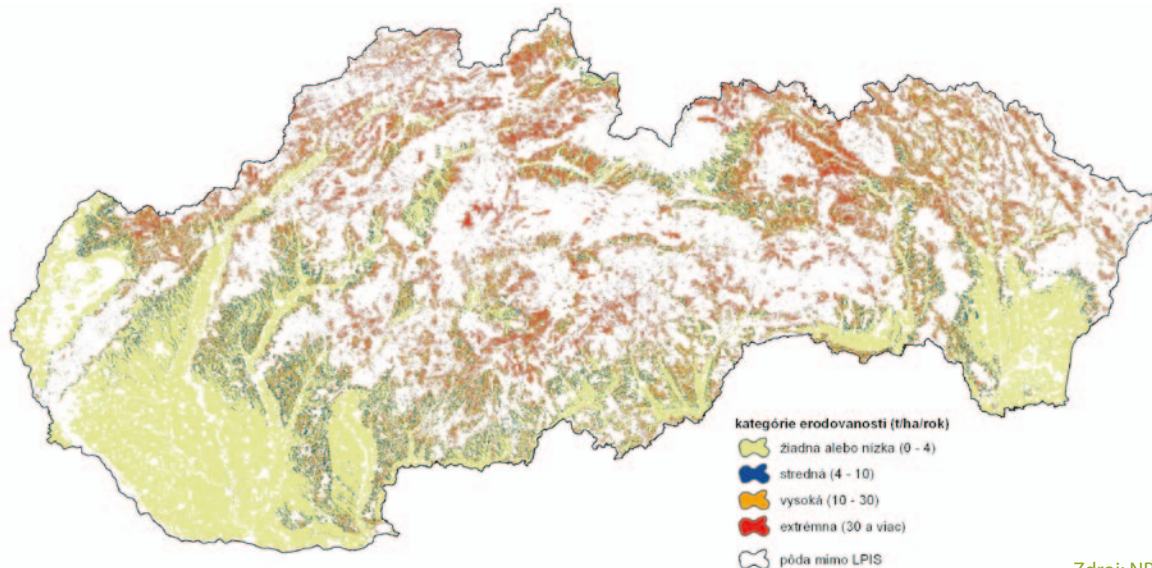 kategórie erodovanosti (t/ha/rok)
žiadna alebo nízka (0 - 4)
stredná (4 - 10)
vysoká (10 - 30)
extrémna (30 a viac)
pôda mimo LPIS
Zdroj: